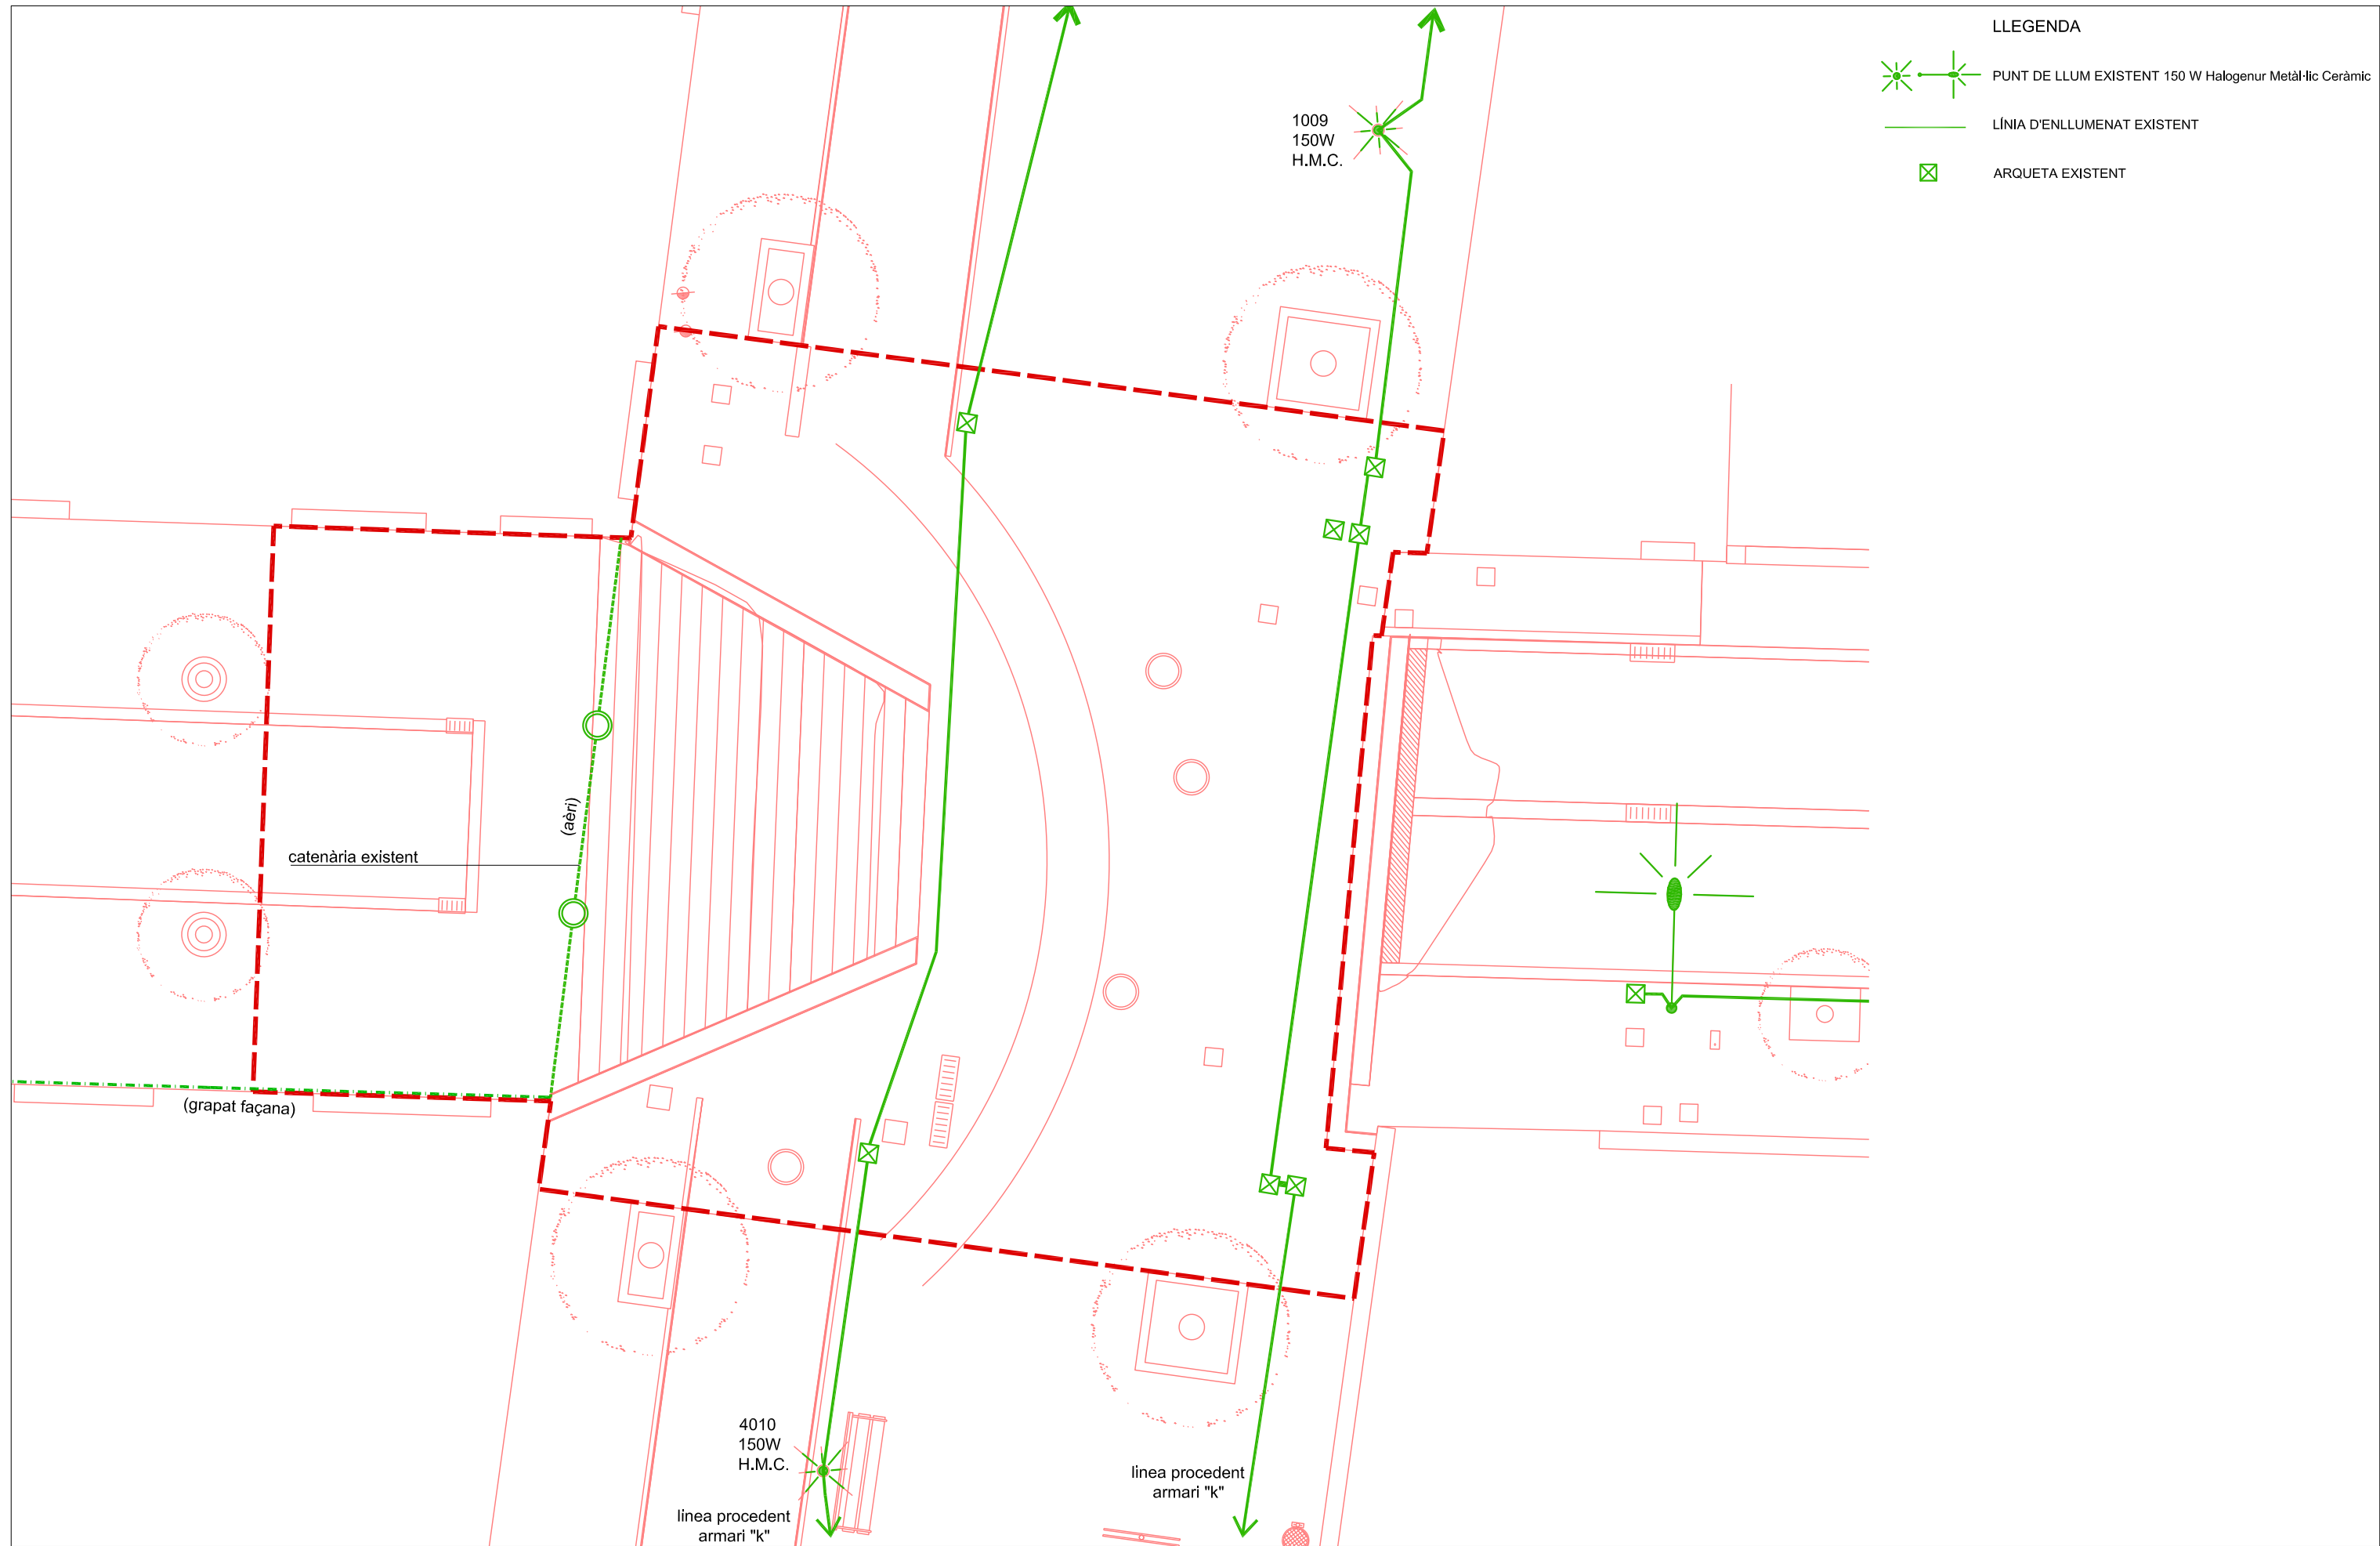 LLEGENDA
PUNT DE LLUM EXISTENT 150 W Halogenur Metàl·lic Ceràmic
LÍNIA D'ENLLUMENAT EXISTENT
ARQUETA EXISTENT
1009
150W
H.M.C.
(aèri)
catenària existent
(grapat façana)
4010
150W
H.M.C.
linea procedent
armari "k"
linea procedent
armari "k"